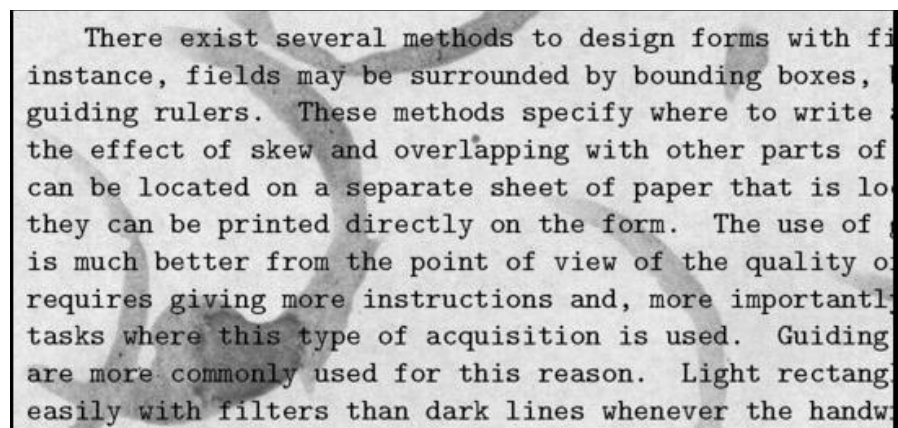 There exist several methods to design forms with
instance, fields may be surrounded by bounding boxes,
guiding rulers. These methods specify where to write
the effect of skew and overlapping with other parts of
can be located on a separate sheet of paper that is
they can be printed directly on the form. The use of
is much better from the point of view of the quality
requires giving more instructions and, more importantly
tasks where this type of acquisition is used. Guiding
are more commonly used for this reason. Light
easily with filters than dark lines whenever the